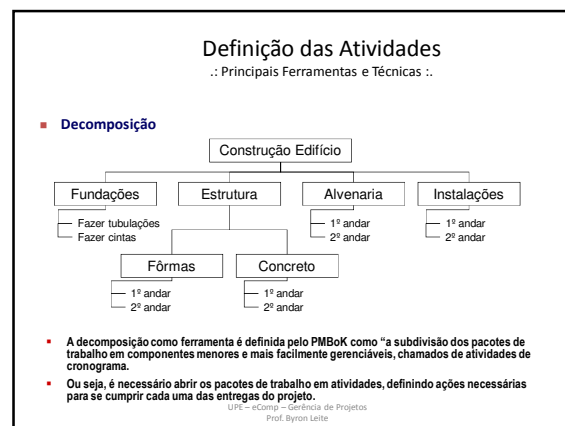 Definição das Atividades
.: Principais Ferramentas e Técnicas :.
Decomposição
Construção Edifício
Fundações
Estrutura
Alvenaria
Instalações
Fazer tubulações
Fazer cintas
1º andar
2º andar
1º andar
2º andar
Fôrmas
Concreto
1º andar
2º andar
1º andar
2º andar
A decomposição como ferramenta é definida pelo PMBoK como “a subdivisão dos pacotes de
trabalho em componentes menores e mais facilmente gerenciáveis, chamados de atividades de
cronograma.
Ou seja, é necessário abrir os pacotes de trabalho em atividades, definindo ações necessárias
para se cumprir cada uma das entregas do projeto.
UPE – eComp – Gerência de Projetos
Prof. Byron Leite